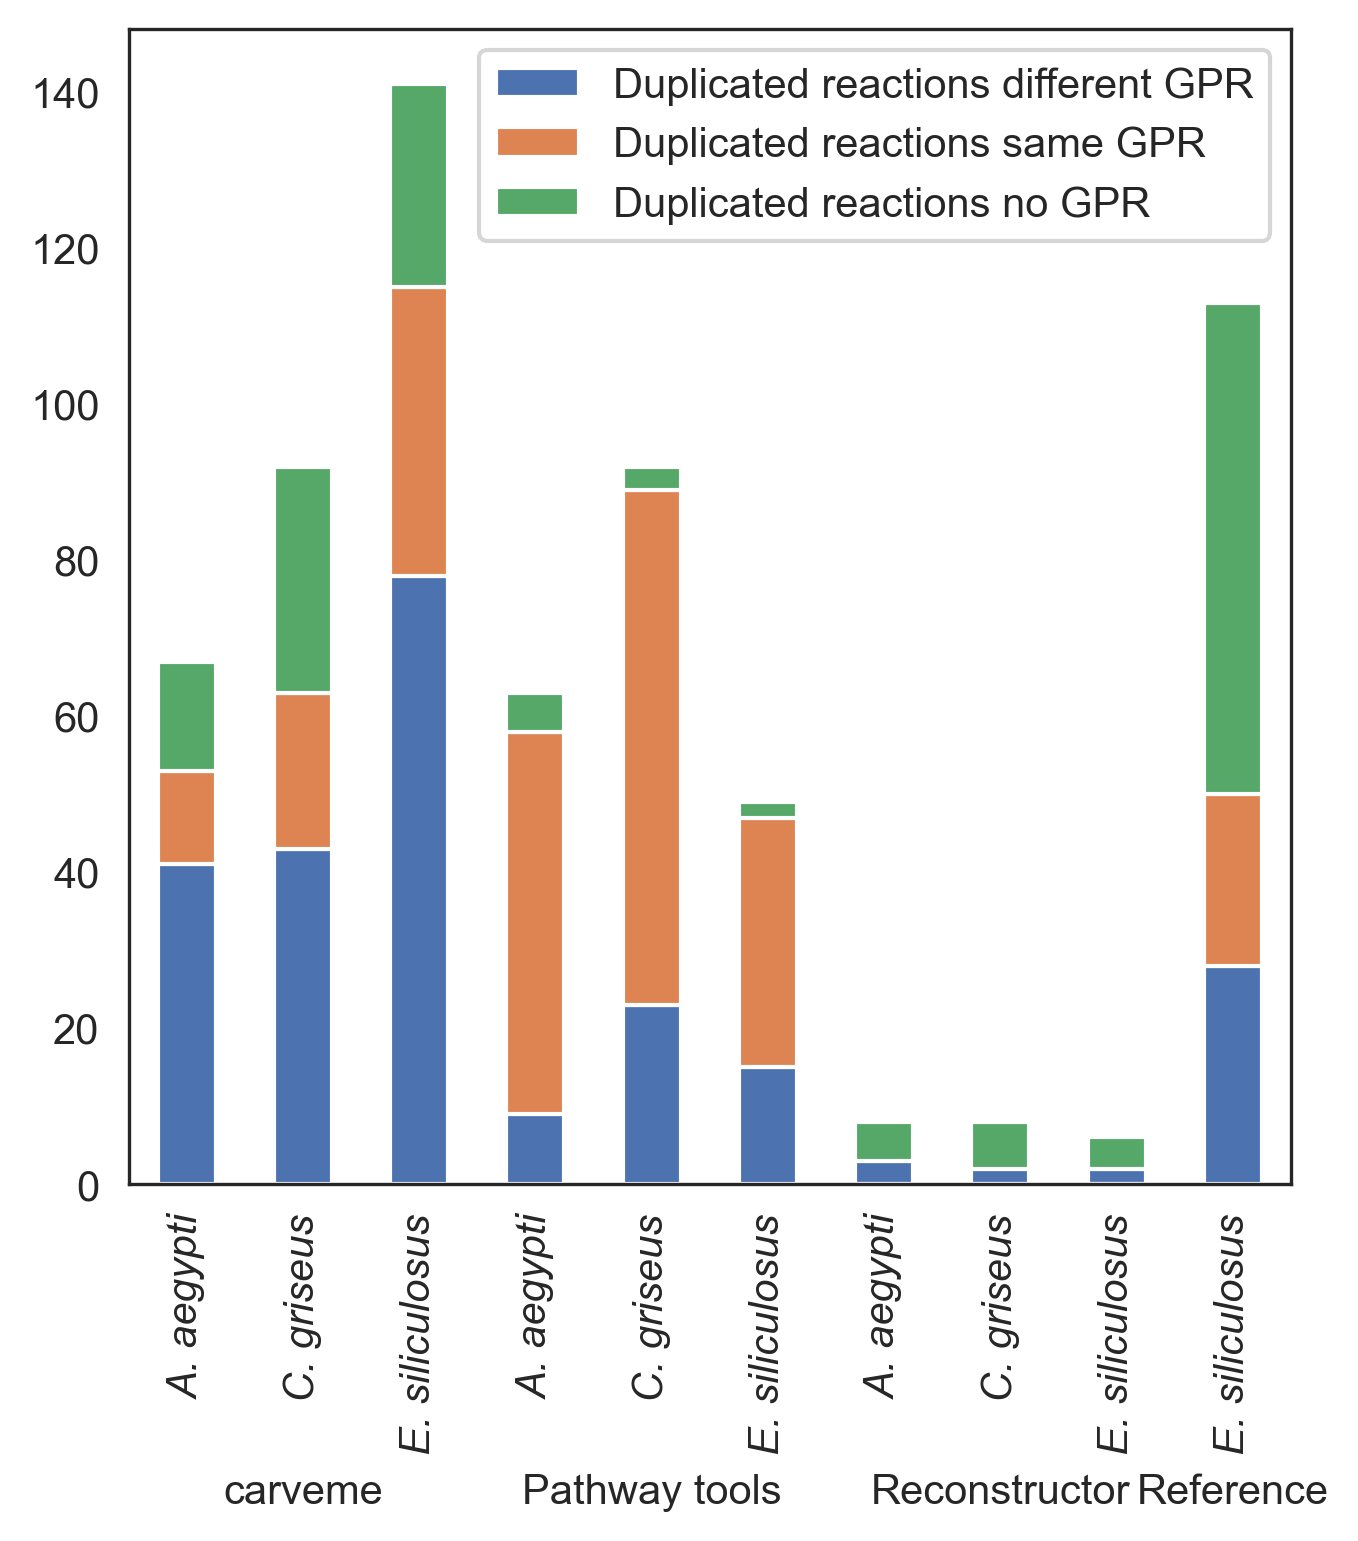 140
120
100
80
60
40
20
0
Duplicated reactions different GPR
Duplicated reactions same GPR
Duplicated reactions no GPR
A. aegypti
C. griseus
E. siliculosus
A. aegypti
C. griseus
E. siliculosus
A. aegypti
C. griseus
E. siliculosus
E. siliculosus
carveme
Pathway tools
Reconstructor
Reference